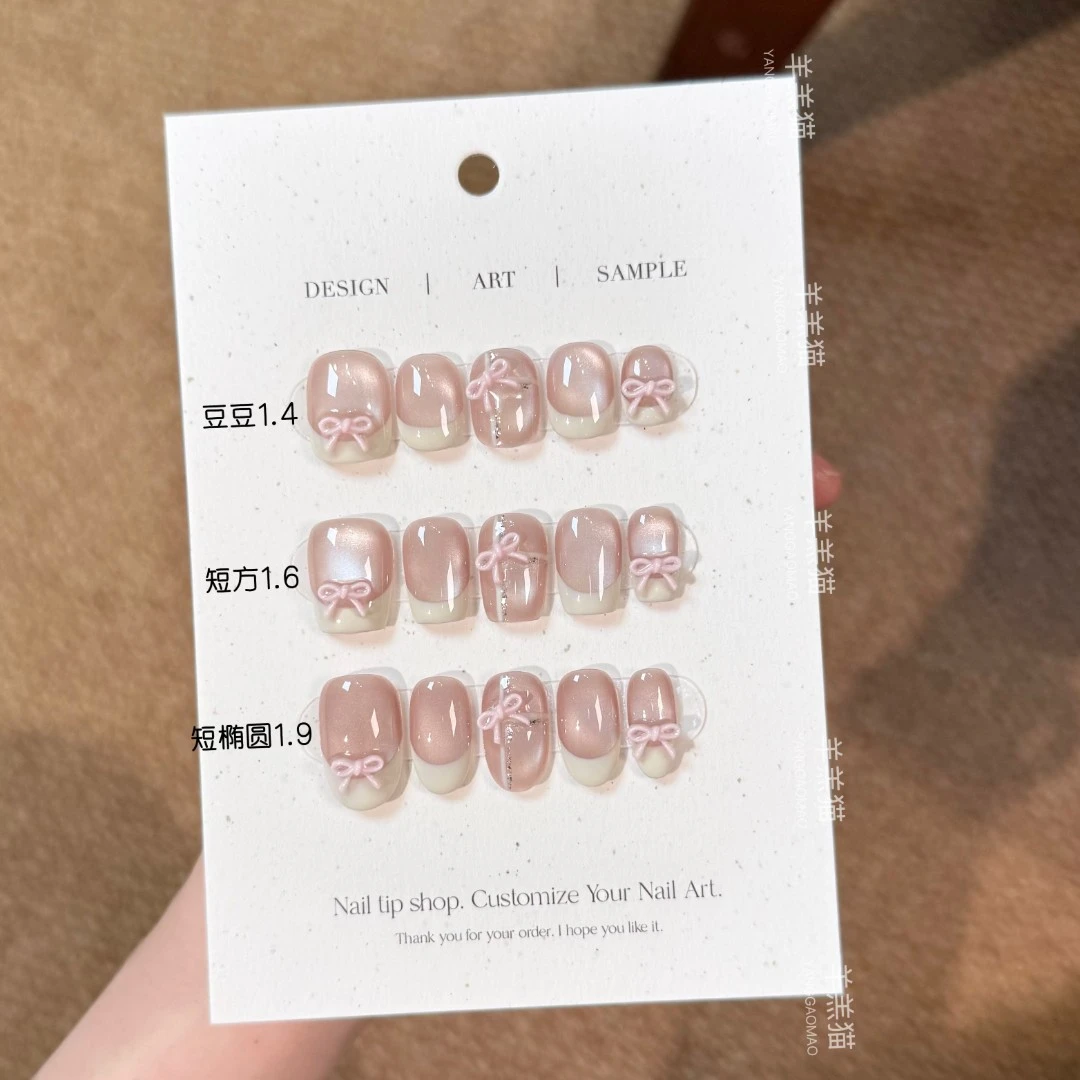 DESIGN | ART | SAMPLE
豆豆1.4
短方1.6
短椭圆1.9
Nail tip shop. Customize Your Nail Art.
Thank you for your order. I hope you like it.
羊羔猫
羊羔猫
羊羔猫
羊羔猫
羊羔猫